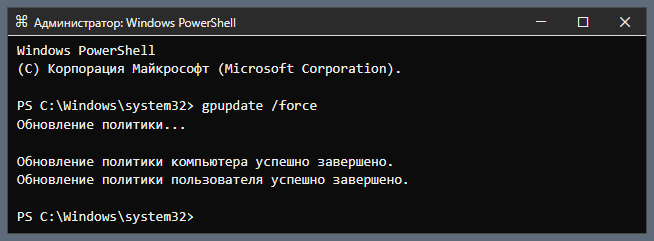 Администратор: Windows PowerShell
Windows PowerShell
(C) Корпорация Майкрософт (Microsoft Corporation).
PS C:\Windows\system32> gpupdate /force
Обновление политики...
Обновление политики компьютера успешно завершено.
Обновление политики пользователя успешно завершено.
PS C:\Windows\system32>